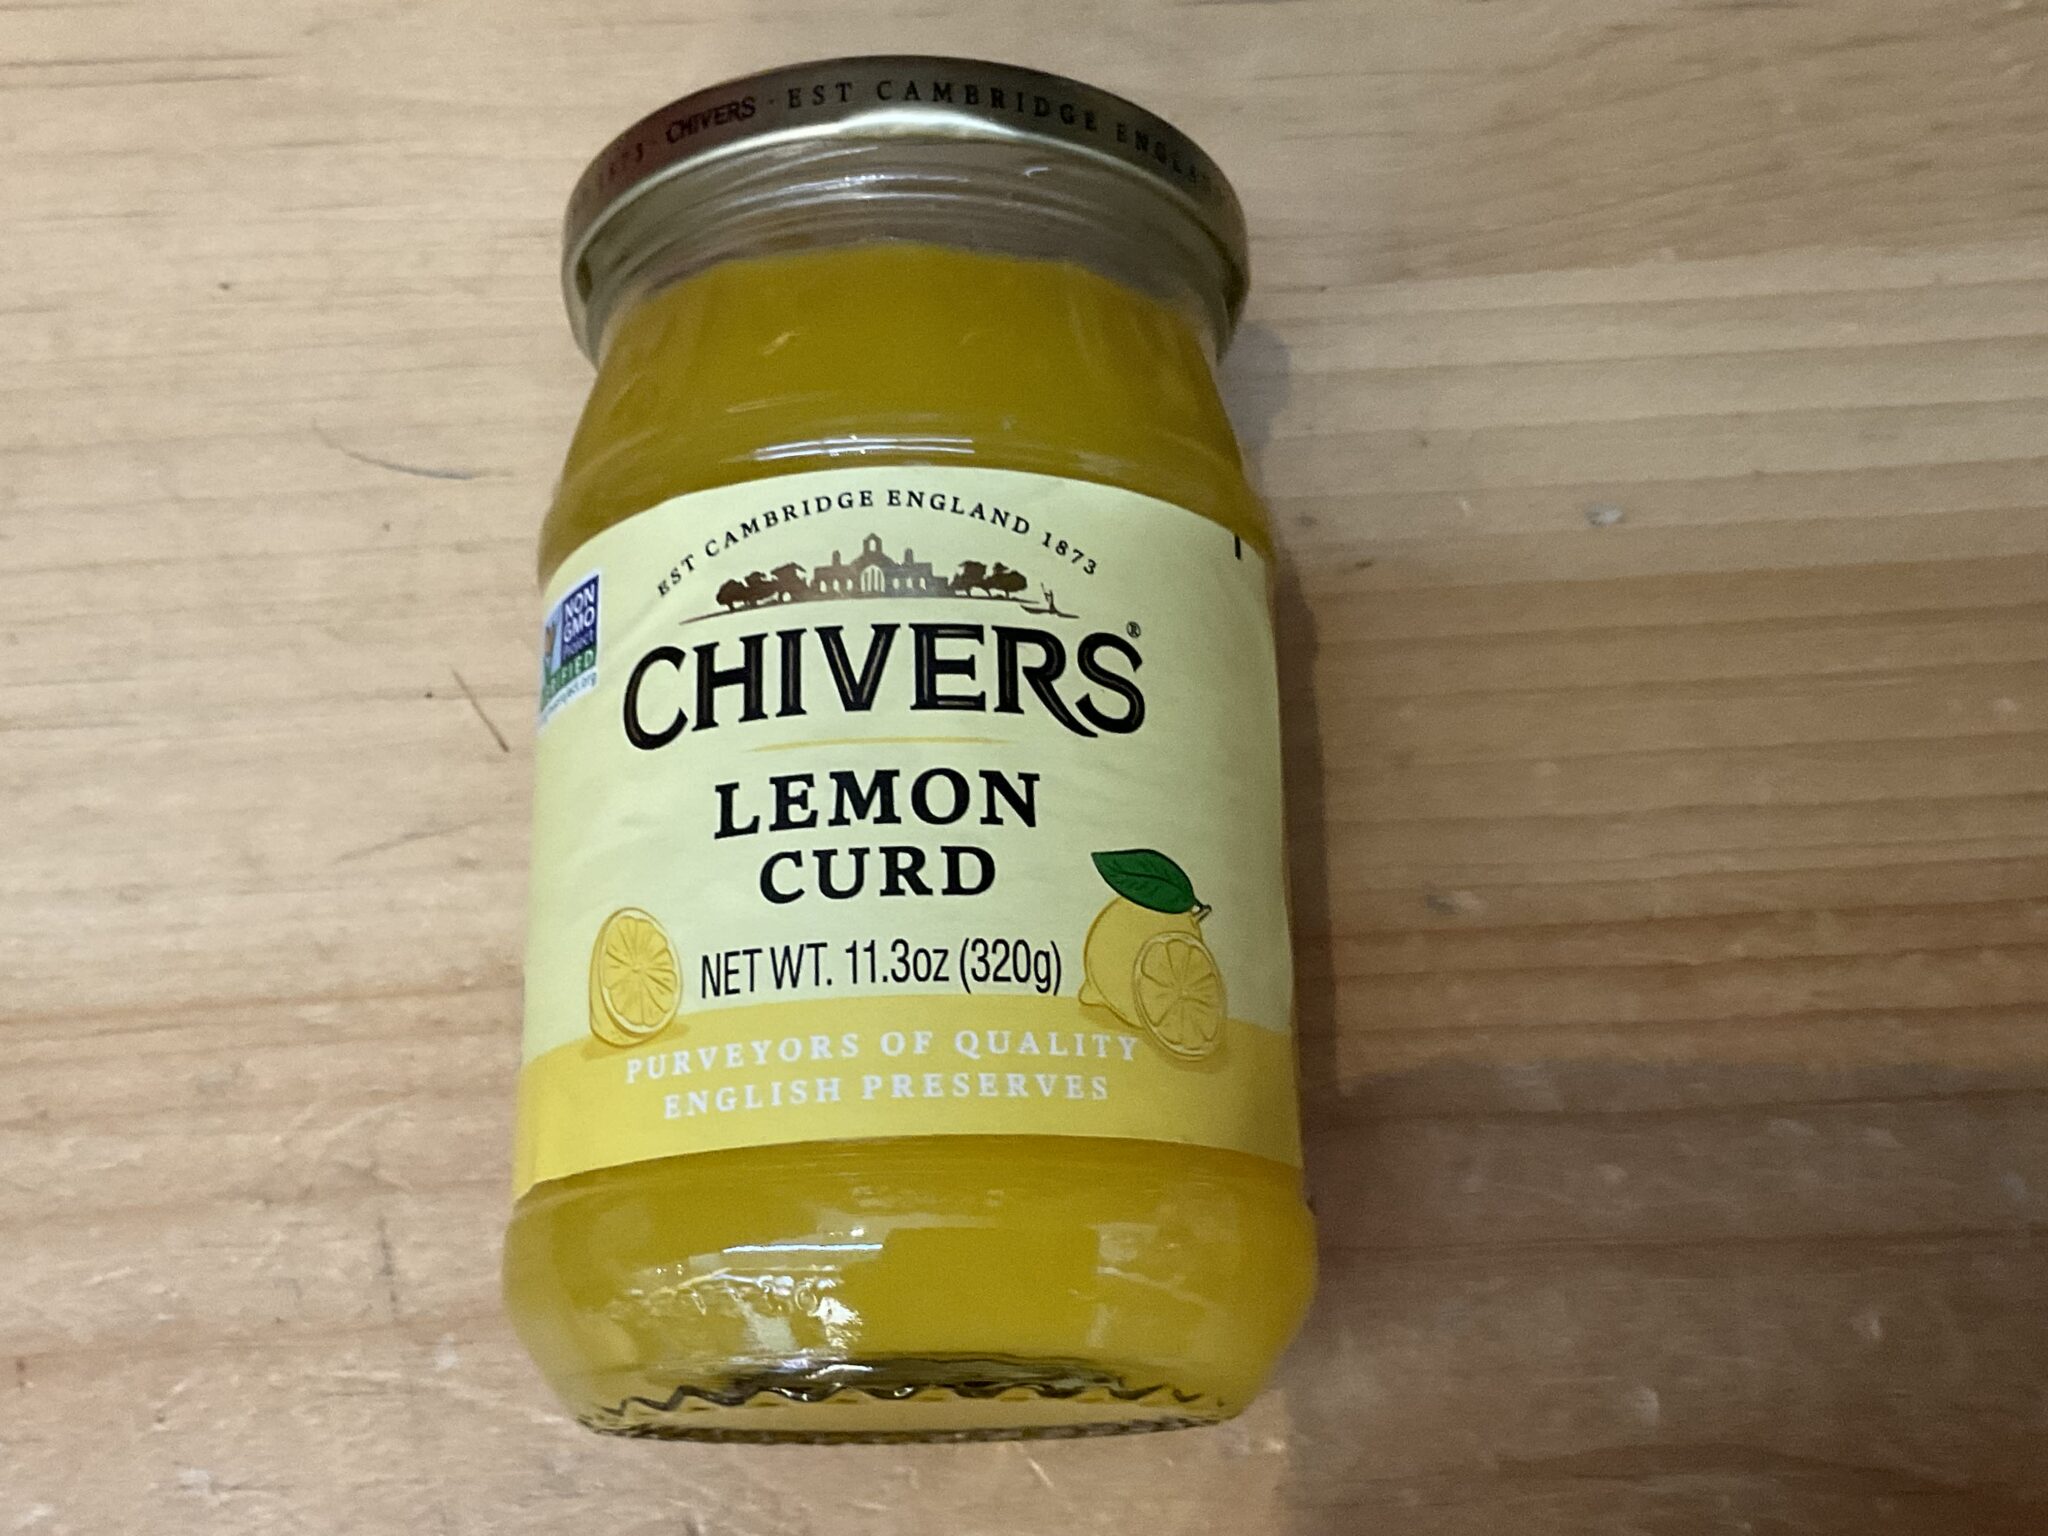 CHIVERS · EST CAMBRIDGE
EST CAMBRIDGE ENGLAND 1873
CHIVERS®
LEMON
CURD
NET WT. 11.3oz (320g)
PURVEYORS OF QUALITY
ENGLISH PRESERVES
NON
GMO
Project